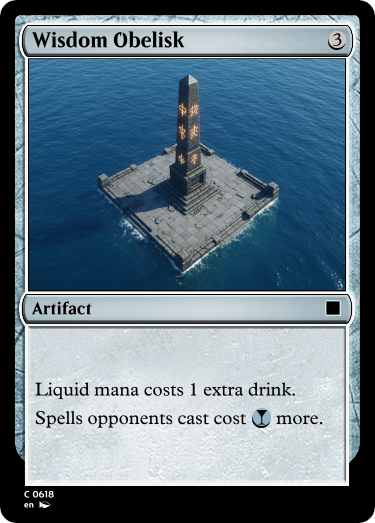 Wisdom Obelisk 3
Artifact
Liquid mana costs 1 extra drink.
Spells opponents cast cost more.
C 0618
en